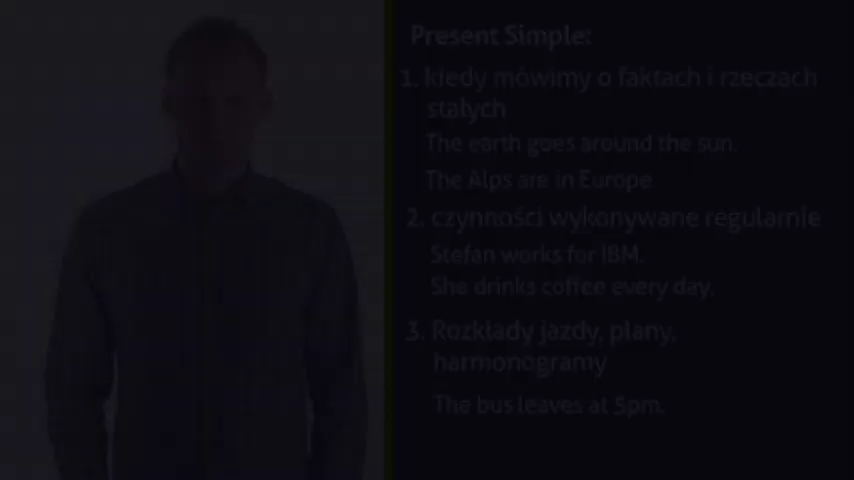 Present Simple:
1. kiedy mówimy o faktach i rzeczach
stałych
The earth goes around the sun.
The Alps are in Europe.
2. czynności wykonywane regularnie
Stefan works for IBM.
She drinks coffee every day.
3. Rozkłady jazdy, plany,
harmonogramy
The bus leaves at 5pm.